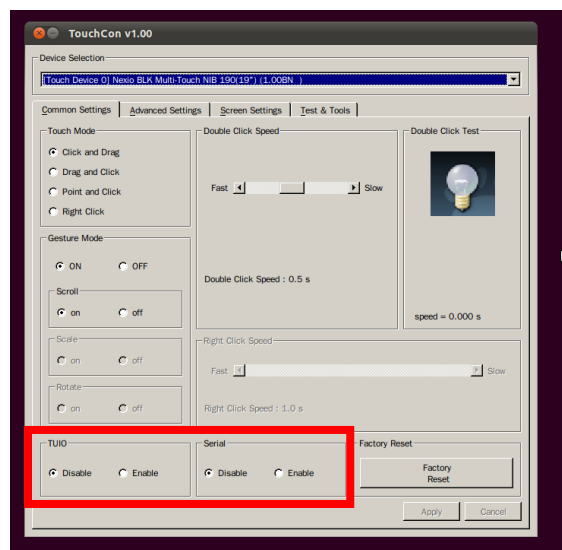 TouchCon v1.00
Device Selection
[Touch Device 0] Nexio BLK Multi-Touch NIB 190(19") (1.00BN )
Common Settings Advanced Settings Screen Settings Test & Tools
Touch Mode
Click and Drag
Drag and Click
Point and Click
Right Click
Double Click Speed
Fast Slow
Double Click Speed : 0.5 s
Double Click Test
speed = 0.000 s
Gesture Mode
ON OFF
Scroll
on off
Scale
on off
Rotate
on off
Right Click Speed
Fast Slow
Right Click Speed : 1.0 s
TUIO
Disable Enable
Serial
Disable Enable
Factory Reset
Factory
Reset
Apply Cancel